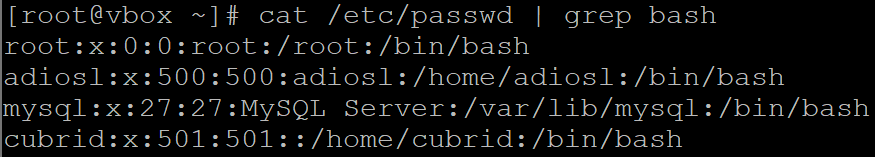 [root@vbox ~]# cat /etc/passwd | grep bash
root:x:0:0:root:/root:/bin/bash
adiosl:x:500:500:adiosl:/home/adiosl:/bin/bash
mysql:x:27:27:MySQL Server:/var/lib/mysql:/bin/bash
cubrid:x:501:501::/home/cubrid:/bin/bash